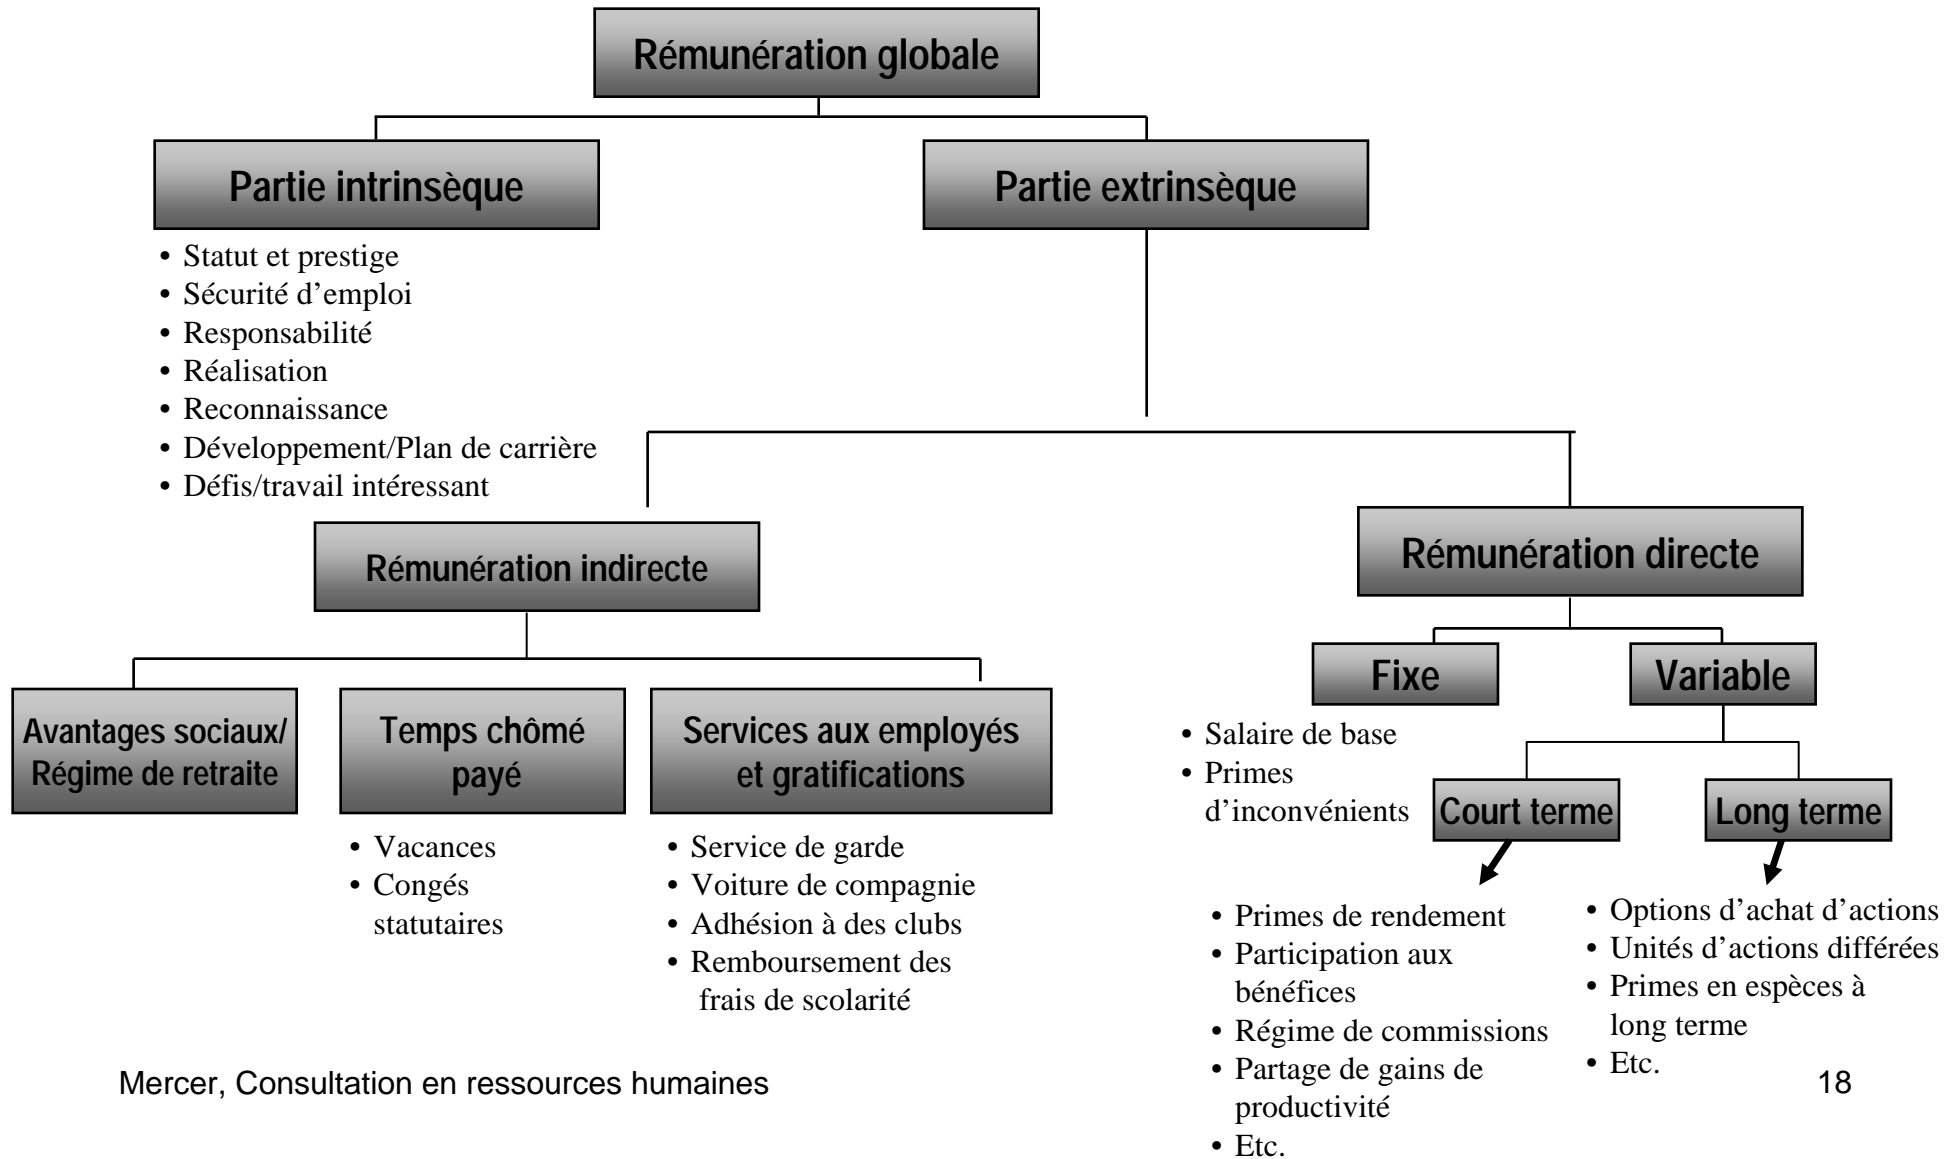 Rémunération globale
Partie intrinsèque
Partie extrinsèque
• Statut et prestige
• Sécurité d’emploi
• Responsabilité
• Réalisation
• Reconnaissance
• Développement/Plan de carrière
• Défis/travail intéressant
Rémunération indirecte
Rémunération directe
Avantages sociaux/
Régime de retraite
Temps chômé
payé
• Vacances
• Congés
statutaires
Services aux employés
et gratifications
• Service de garde
• Voiture de compagnie
• Adhésion à des clubs
• Remboursement des
frais de scolarité
Fixe
• Salaire de base
• Primes
d’inconvénients
Variable
Court terme
• Primes de rendement
• Participation aux
bénéfices
• Régime de commissions
• Partage de gains de
productivité
• Etc.
Long terme
• Options d’achat d’actions
• Unités d’actions différées
• Primes en espèces à
long terme
• Etc.
Mercer, Consultation en ressources humaines
18